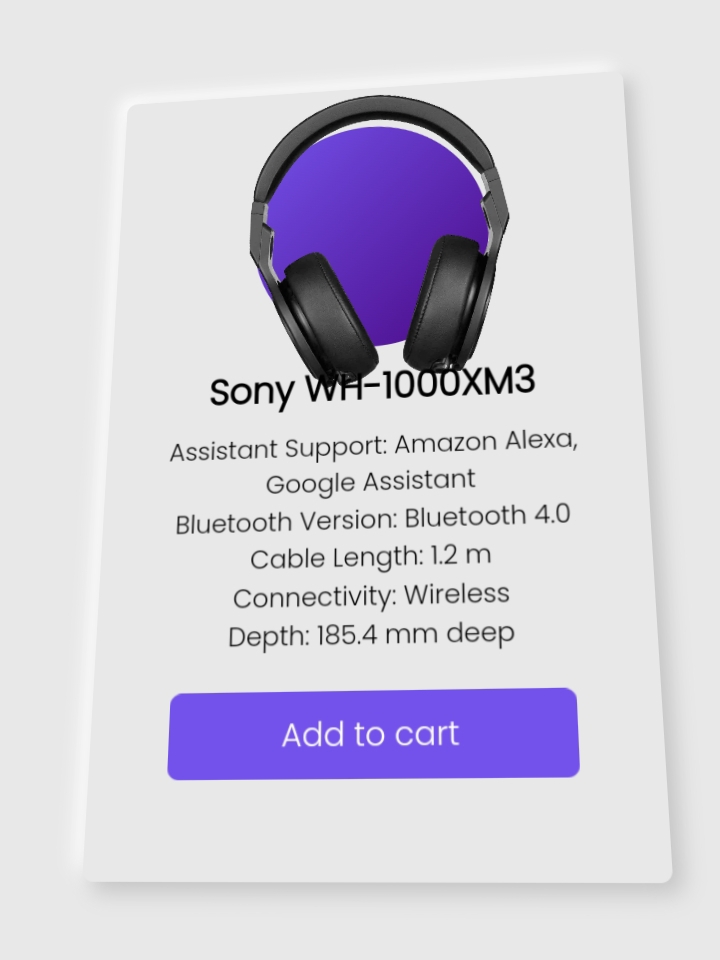 Sony WH-1000XM3
Assistant Support: Amazon Alexa,
Google Assistant
Bluetooth Version: Bluetooth 4.0
Cable Length: 1.2 m
Connectivity: Wireless
Depth: 185.4 mm deep
Add to cart